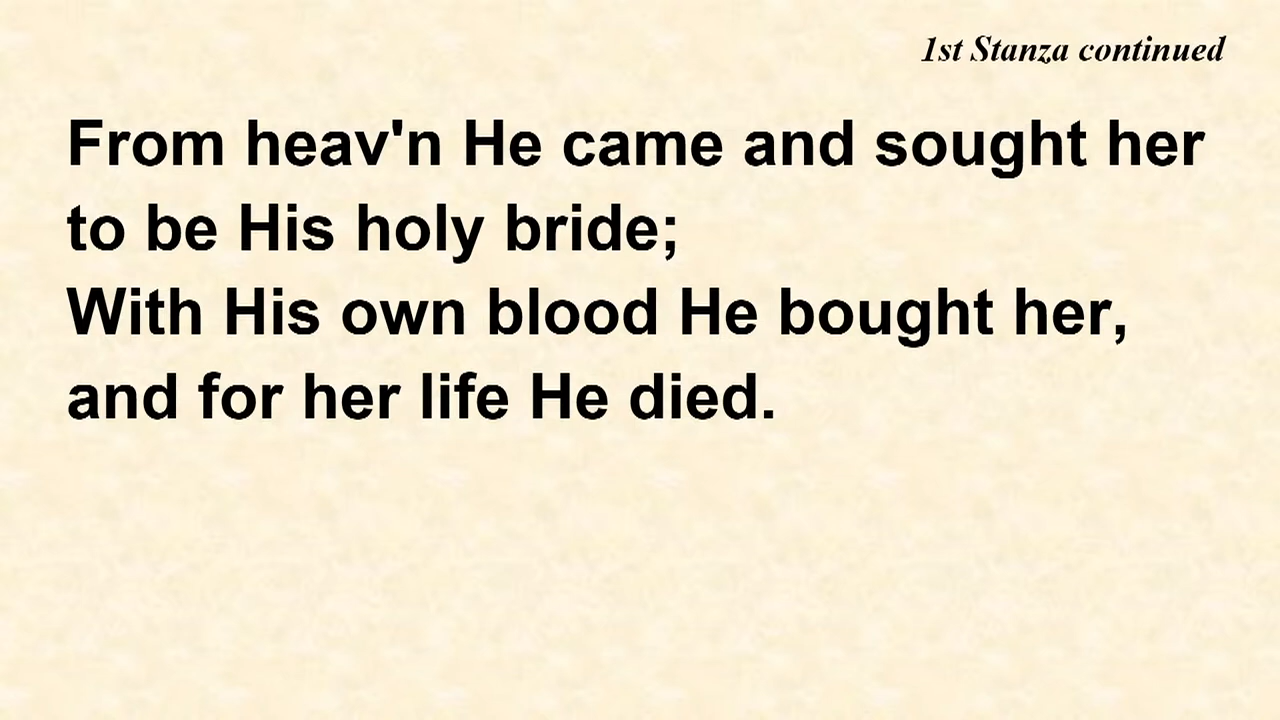 1st Stanza continued
From heav'n He came and sought her
to be His holy bride;
With His own blood He bought her,
and for her life He died.